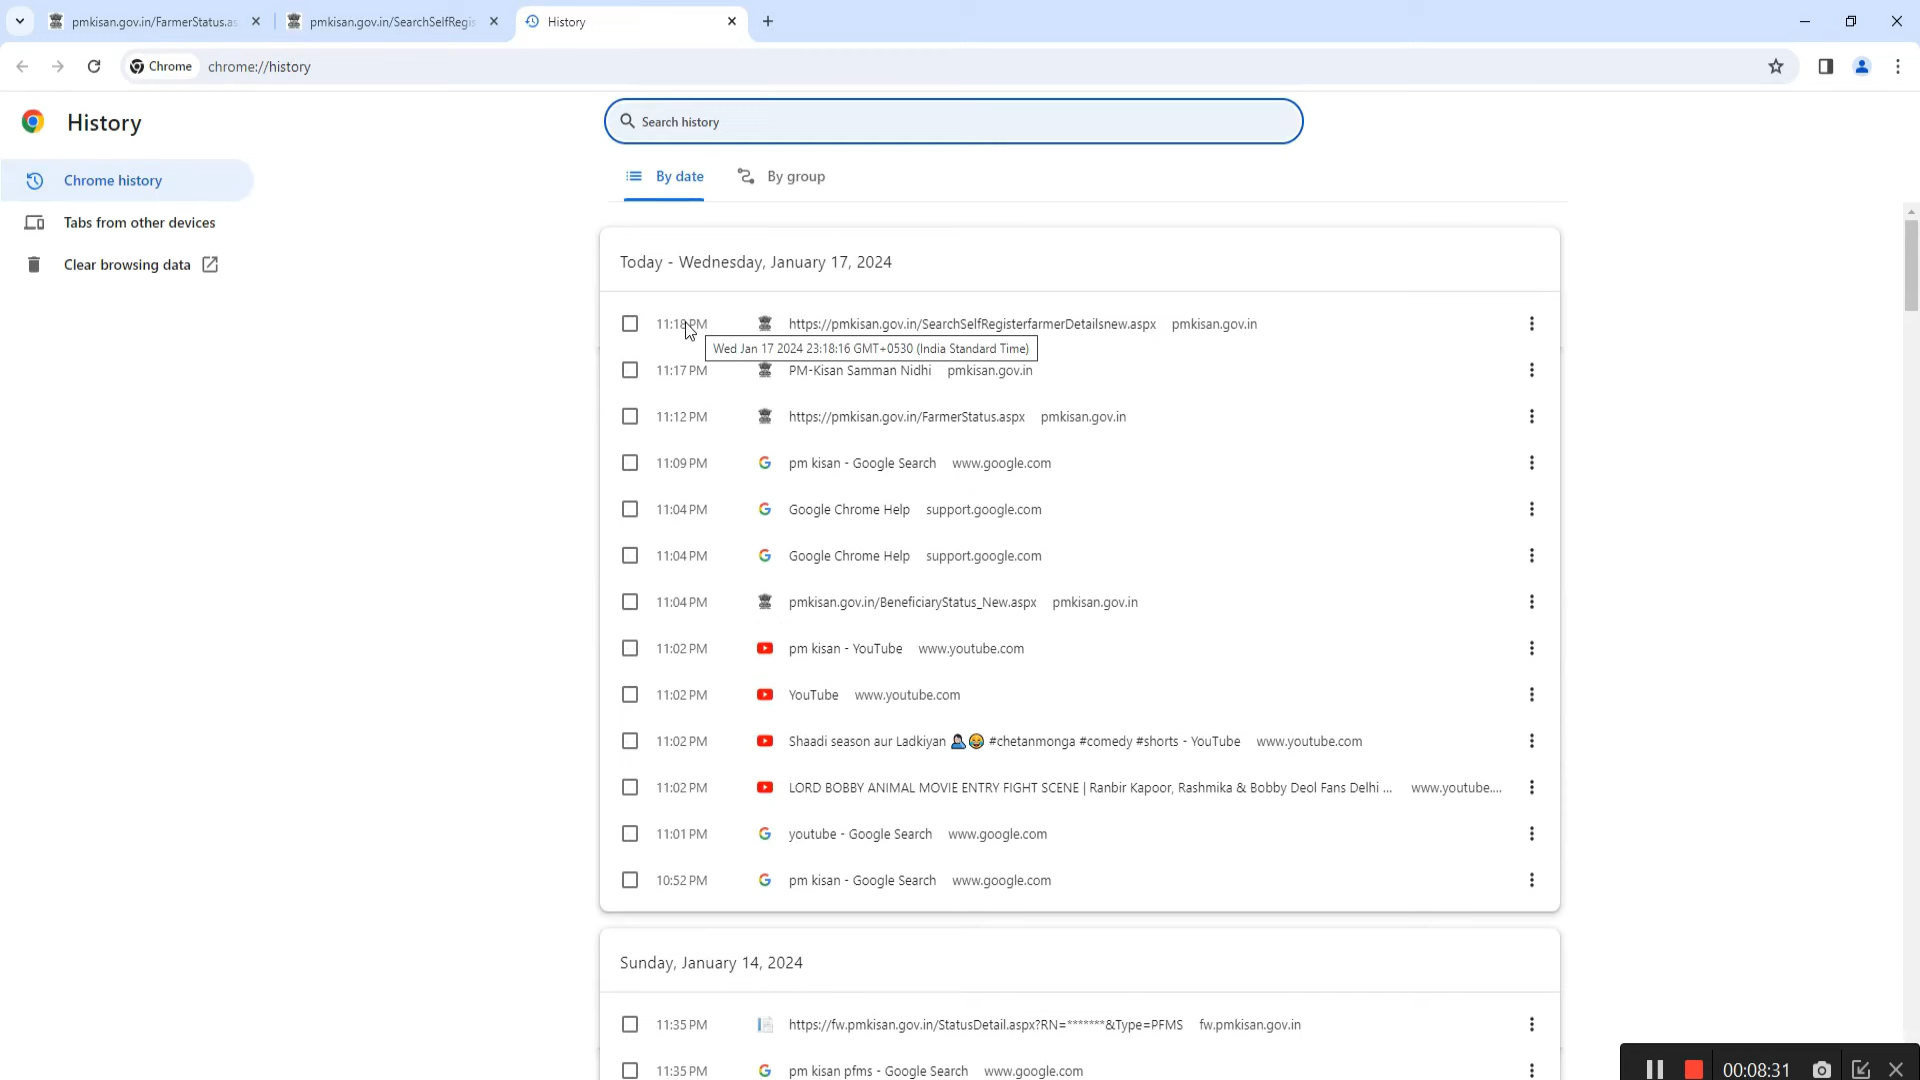 pmkisan.gov.in/FarmerStatus.as
pmkisan.gov.in/SearchSelfRegis
History
Chrome
chrome://history
History
Search history
Chrome history
By date
By group
Tabs from other devices
Clear browsing data
Today - Wednesday, January 17, 2024
11:18 PM https://pmkisan.gov.in/SearchSelfRegisterfarmerDetailsnew.aspx pmkisan.gov.in
Wed Jan 17 2024 23:18:16 GMT+0530 (India Standard Time)
11:17 PM PM-Kisan Samman Nidhi pmkisan.gov.in
11:12 PM https://pmkisan.gov.in/FarmerStatus.aspx pmkisan.gov.in
11:09 PM pm kisan - Google Search www.google.com
11:04 PM Google Chrome Help support.google.com
11:04 PM Google Chrome Help support.google.com
11:04 PM pmkisan.gov.in/BeneficiaryStatus_New.aspx pmkisan.gov.in
11:02 PM pm kisan - YouTube www.youtube.com
11:02 PM YouTube www.youtube.com
11:02 PM Shaadi season aur Ladkiyan 🤦🏻‍♂️😂 #chetanmonga #comedy #shorts - YouTube www.youtube.com
11:02 PM LORD BOBBY ANIMAL MOVIE ENTRY FIGHT SCENE | Ranbir Kapoor, Rashmika & Bobby Deol Fans Delhi ... www.youtube....
11:01 PM youtube - Google Search www.google.com
10:52 PM pm kisan - Google Search www.google.com
Sunday, January 14, 2024
11:35 PM https://fw.pmkisan.gov.in/StatusDetail.aspx?RN=*******&Type=PFMS fw.pmkisan.gov.in
11:35 PM pm kisan pfms - Google Search www.google.com
00:08:31